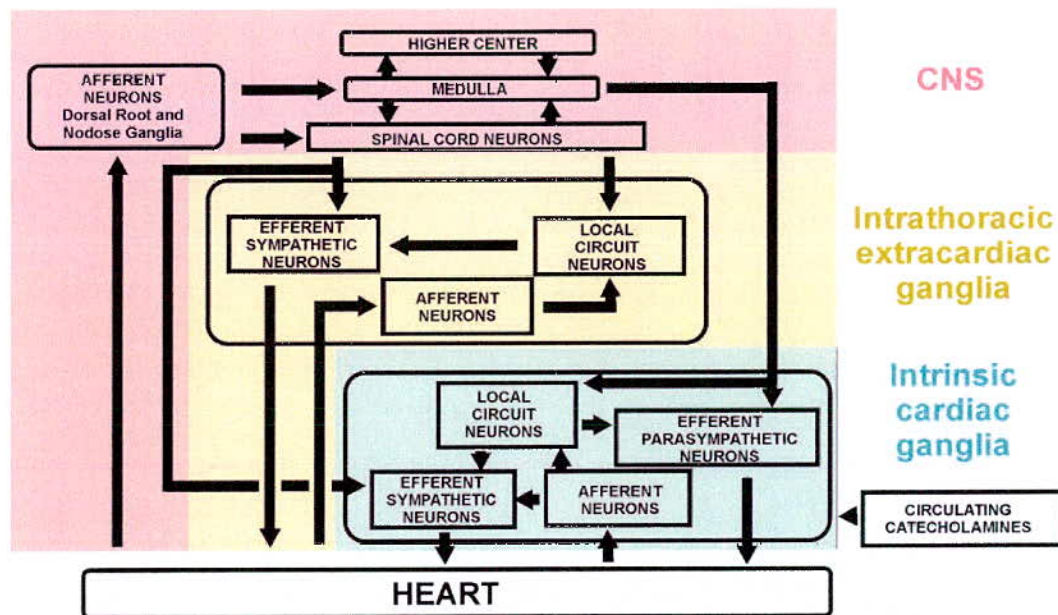 HIGHER CENTER
AFFERENT
NEURONS
Dorsal Root and
Nodose Ganglia
MEDULLA
SPINAL CORD NEURONS
CNS
EFFERENT
SYMPATHETIC
NEURONS
LOCAL
CIRCUIT
NEURONS
AFFERENT
NEURONS
Intrathoracic
extracardiac
ganglia
LOCAL
CIRCUIT
NEURONS
EFFERENT
PARASYMPATHETIC
NEURONS
EFFERENT
SYMPATHETIC
NEURONS
AFFERENT
NEURONS
Intrinsic
cardiac
ganglia
CIRCULATING
CATECHOLAMINES
HEART